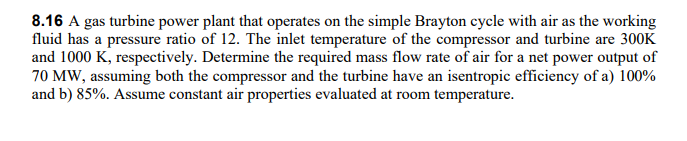 8.16 A gas turbine power plant that operates on the simple Brayton cycle with air as the working
fluid has a pressure ratio of 12. The inlet temperature of the compressor and turbine are 300K
and 1000 K, respectively. Determine the required mass flow rate of air for a net power output of
70 MW, assuming both the compressor and the turbine have an isentropic efficiency of a) 100%
and b) 85%. Assume constant air properties evaluated at room temperature.